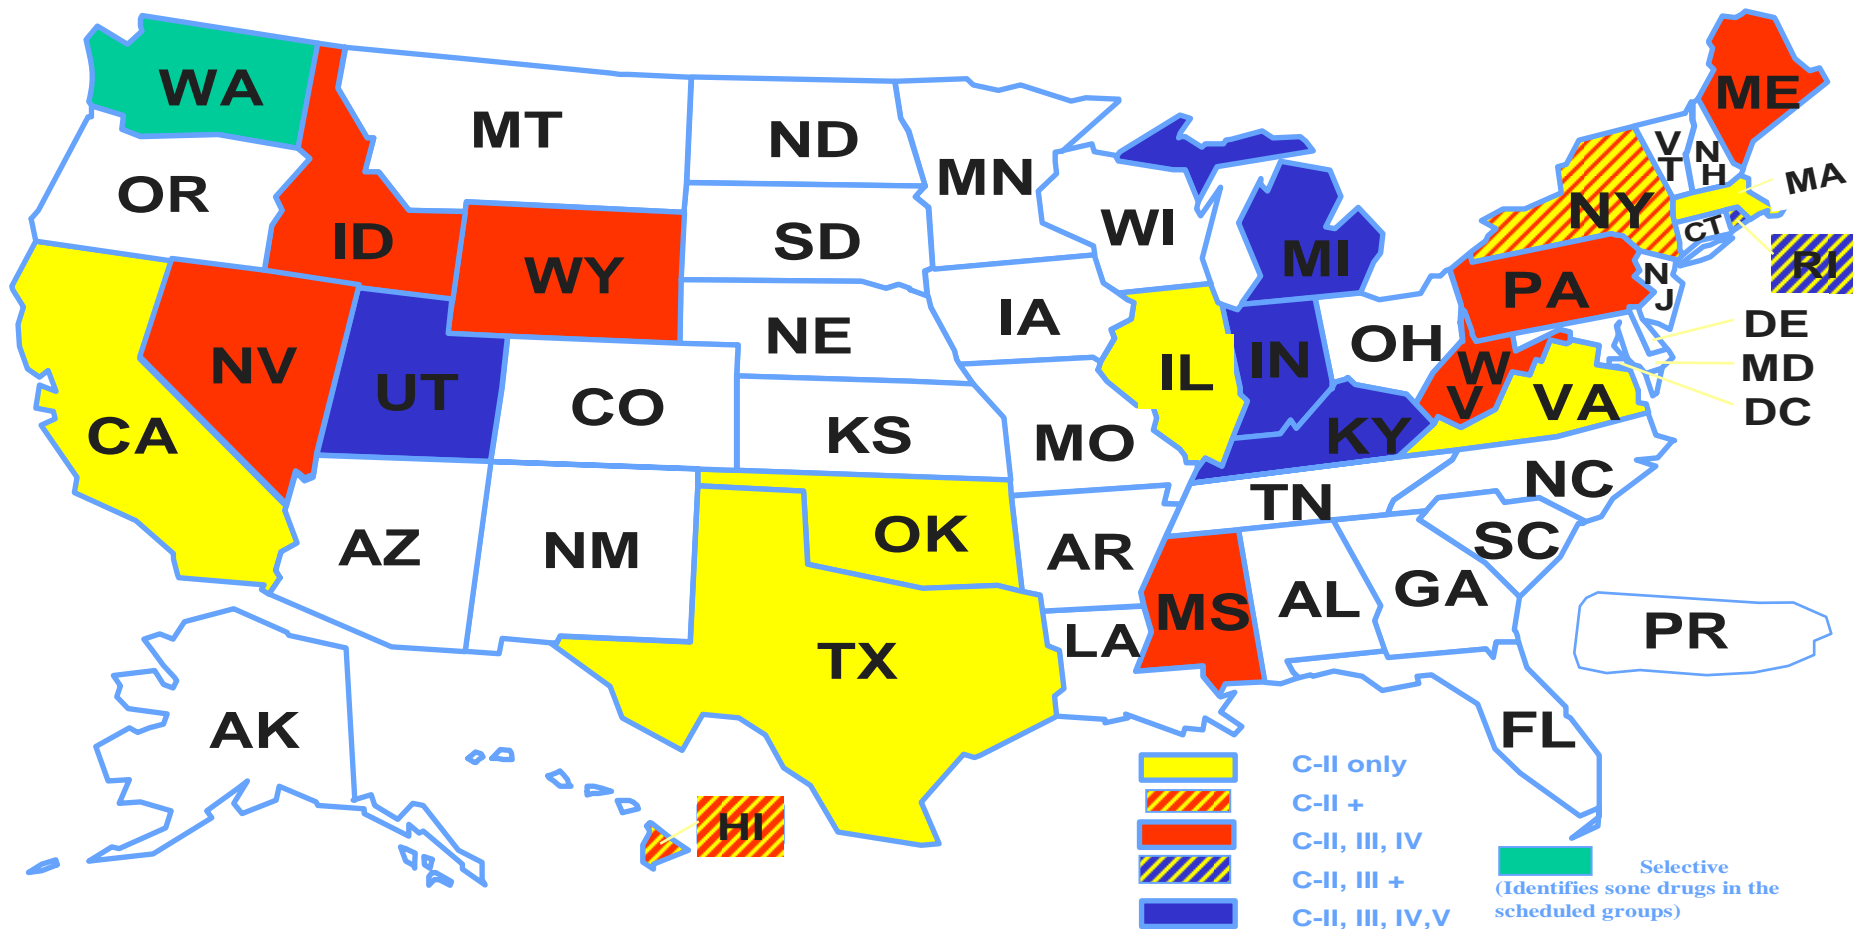 WA
MT
ND
MN
OR
ID
WY
SD
WI
MI
NY
V
T
N
H
ME
MA
CT
RI
PA
N
J
NV
UT
CO
NE
IA
IL
IN
OH
W
V
VA
DE
MD
DC
CA
KS
MO
KY
NC
TN
SC
AZ
NM
OK
AR
MS
AL
GA
LA
TX
PR
AK
HI
FL
C-II only
C-II +
C-II, III, IV
C-II, III +
C-II, III, IV,V
Selective
(Identifies sone drugs in the
scheduled groups)